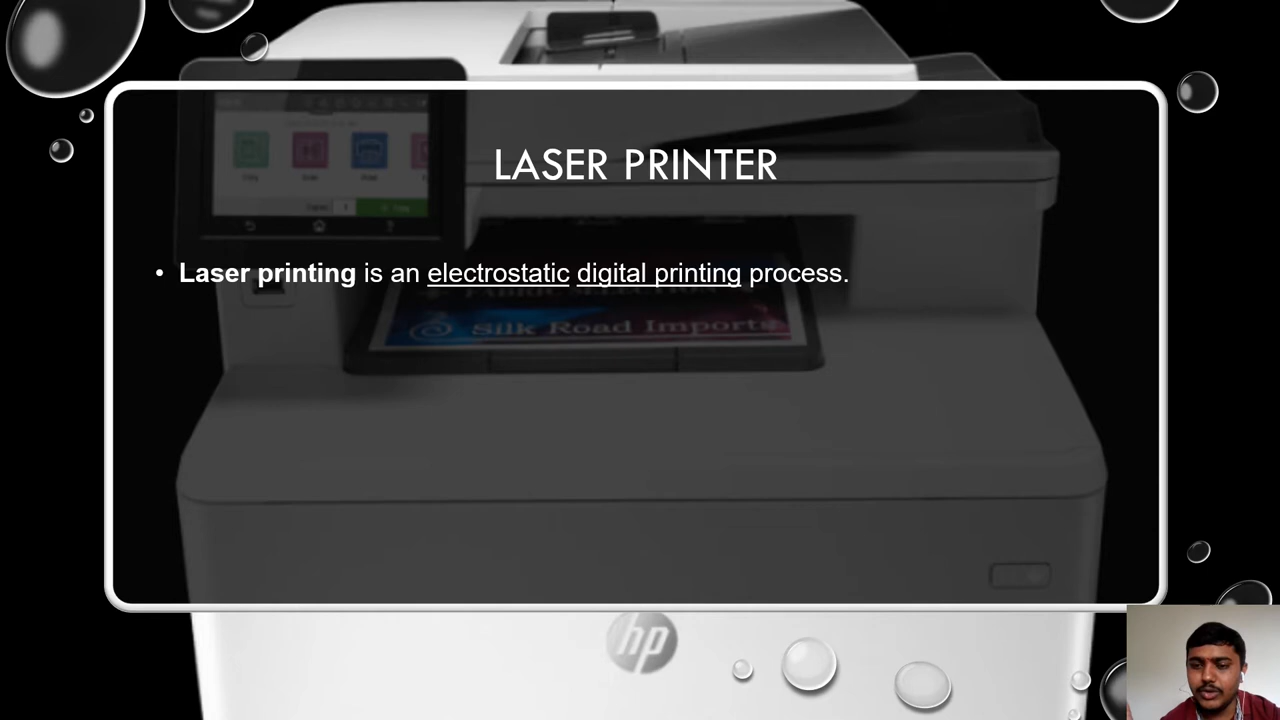 LASER PRINTER
• Laser printing is an electrostatic digital printing process.
Silk Road Imports
hp